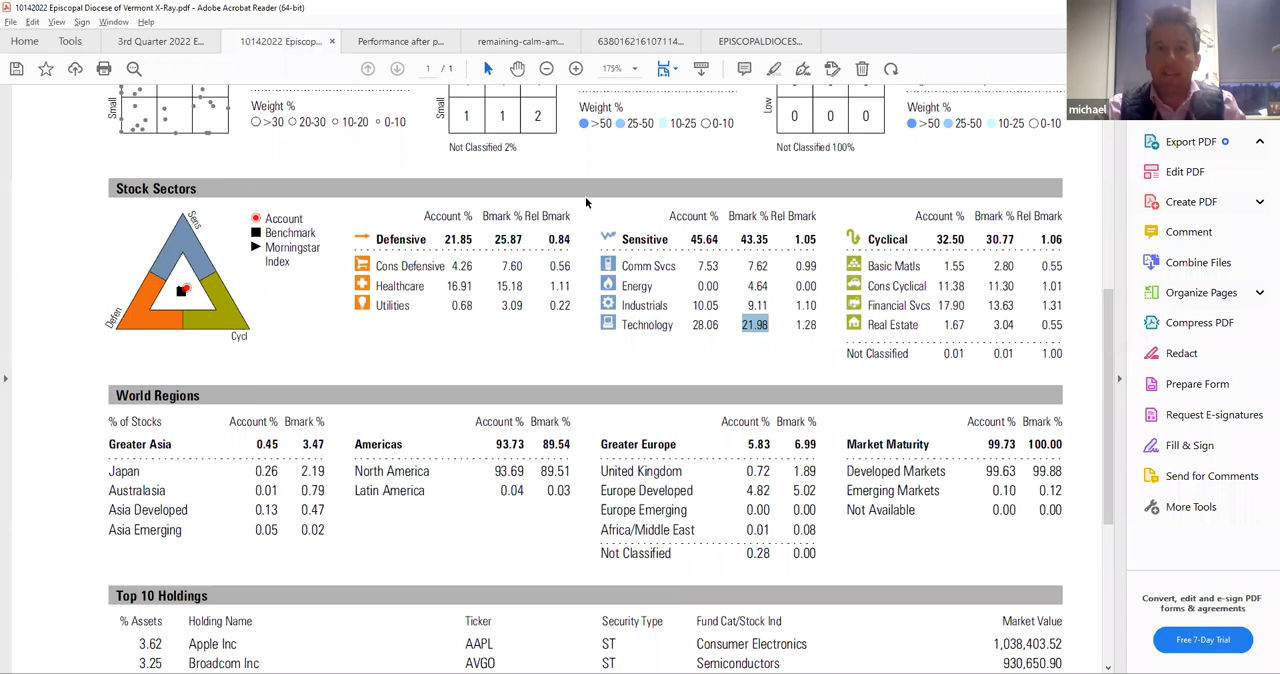 10142022 Episcopal Diocese of Vermont X-Ray.pdf - Adobe Acrobat Reader (64-bit)
File Edit View Sign Window Help
Home Tools 3rd Quarter 2022 E... 10142022 Episcop... × Performance after p... remaining-calm-am... 638016216107114... EPISCOPALDIOCES...
1 / 1 175%
michael
Small Small Low
Weight % Weight % Weight %
1 1 2 0 0 0
>30 20-30 10-20 0-10 >50 25-50 10-25 0-10 >50 25-50 10-25 0-10
Not Classified 2% Not Classified 100%
Stock Sectors
Sens Defen Cycl
Account
Benchmark
Morningstar
Index
Account % Bmark % Rel Bmark
Defensive 21.85 25.87 0.84
Cons Defensive 4.26 7.60 0.56
Healthcare 16.91 15.18 1.11
Utilities 0.68 3.09 0.22
Account % Bmark % Rel Bmark
Sensitive 45.64 43.35 1.05
Comm Svcs 7.53 7.62 0.99
Energy 0.00 4.64 0.00
Industrials 10.05 9.11 1.10
Technology 28.06 21.98 1.28
Account % Bmark % Rel Bmark
Cyclical 32.50 30.77 1.06
Basic Matls 1.55 2.80 0.55
Cons Cyclical 11.38 11.30 1.01
Financial Svcs 17.90 13.63 1.31
Real Estate 1.67 3.04 0.55
Not Classified 0.01 0.01 1.00
World Regions
% of Stocks Account % Bmark %
Greater Asia 0.45 3.47
Japan 0.26 2.19
Australasia 0.01 0.79
Asia Developed 0.13 0.47
Asia Emerging 0.05 0.02
Account % Bmark %
Americas 93.73 89.54
North America 93.69 89.51
Latin America 0.04 0.03
Account % Bmark %
Greater Europe 5.83 6.99
United Kingdom 0.72 1.89
Europe Developed 4.82 5.02
Europe Emerging 0.00 0.00
Africa/Middle East 0.01 0.08
Not Classified 0.28 0.00
Account % Bmark %
Market Maturity 99.73 100.00
Developed Markets 99.63 99.88
Emerging Markets 0.10 0.12
Not Available 0.00 0.00
Top 10 Holdings
% Assets Holding Name Ticker Security Type Fund Cat/Stock Ind Market Value
3.62 Apple Inc AAPL ST Consumer Electronics 1,038,403.52
3.25 Broadcom Inc AVGO ST Semiconductors 930,650.90
Export PDF
Edit PDF
Create PDF
Comment
Combine Files
Organize Pages
Compress PDF
Redact
Prepare Form
Request E-signatures
Fill & Sign
Send for Comments
More Tools
Convert, edit and e-sign PDF
forms & agreements
Free 7-Day Trial